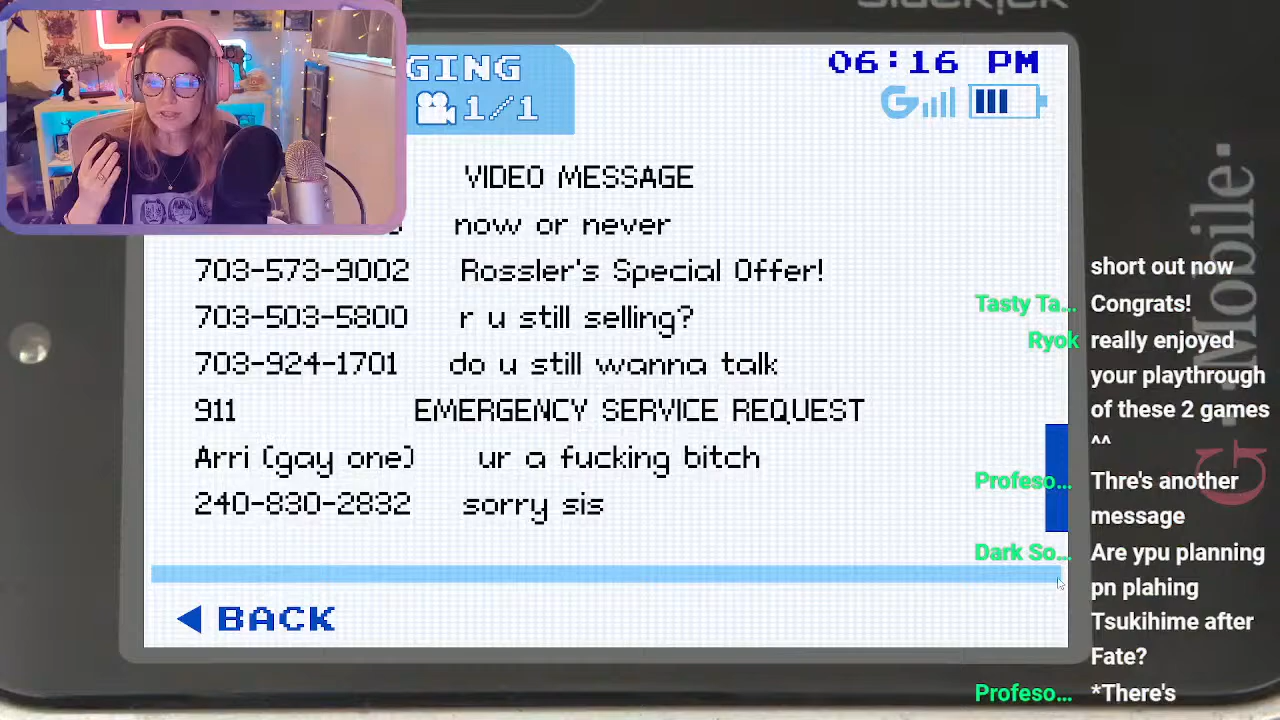 SIDEKICK
GING
1/1
06:16 PM
G
VIDEO MESSAGE
now or never
703-573-9002 Rossler's Special Offer!
703-503-5800 r u still selling?
703-924-1701 do u still wanna talk
911 EMERGENCY SERVICE REQUEST
Arri (gay one) ur a fucking bitch
240-830-2832 sorry sis
BACK
G·Mobile·
short out now
Tasty Ta... Congrats!
Ryok really enjoyed
your playthrough
of these 2 games
^^
Profeso... Thre's another
message
Dark So... Are ypu planning
pn plahing
Tsukihime after
Fate?
Profeso... *There's